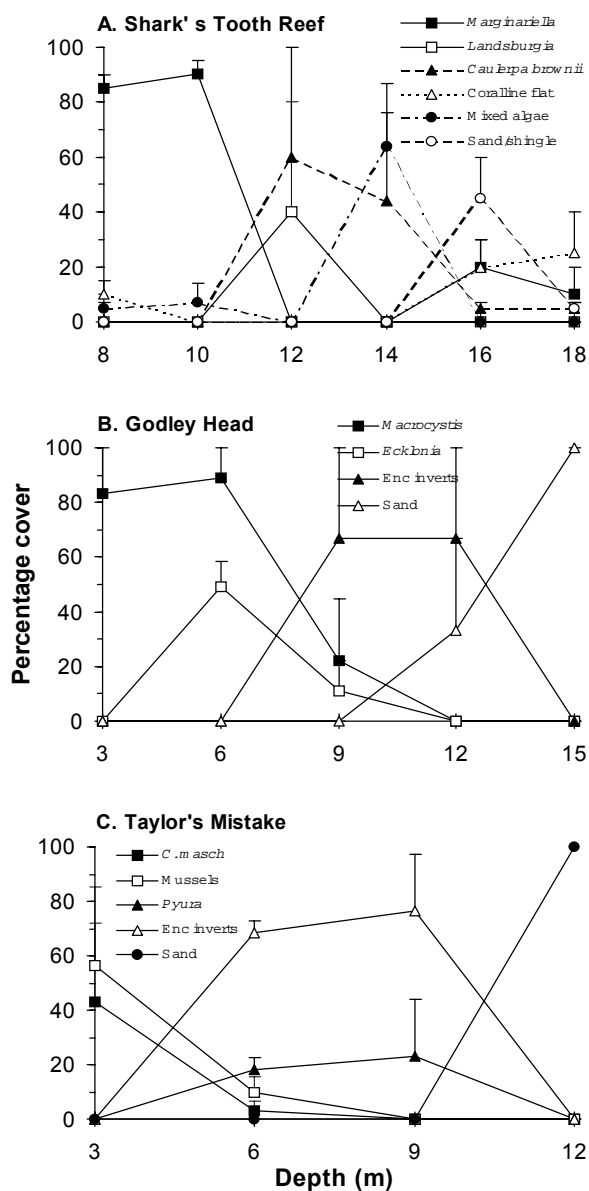 A. Shark' s Tooth Reef
Marginariella
Landsburgia
Caulerpa brownii
Coralline flat
Mixed algae
Sand/shingle
100
80
60
40
20
0
8 10 12 14 16 18
B. Godley Head
Macrocystis
Ecklonia
Enc inverts
Sand
100
80
60
40
20
0
3 6 9 12 15
Percentage cover
C. Taylor's Mistake
C.masch
Mussels
Pyura
Enc inverts
Sand
100
80
60
40
20
0
3 6 9 12
Depth (m)